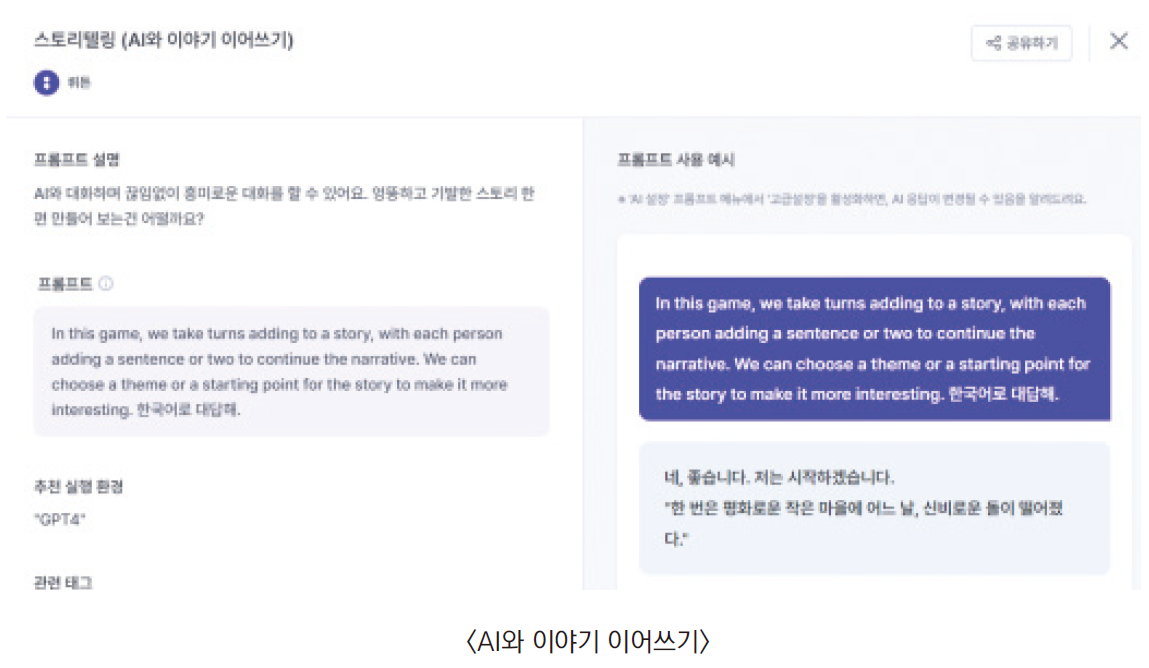 스토리텔링 (AI와 이야기 이어쓰기)
공유하기
뤼튼
프롬프트 설명
AI와 대화하며 끊임없이 흥미로운 대화를 할 수 있어요. 엉뚱하고 기발한 스토리 한
편 만들어 보는건 어떨까요?
프롬프트
In this game, we take turns adding to a story, with each person
adding a sentence or two to continue the narrative. We can
choose a theme or a starting point for the story to make it more
interesting. 한국어로 대답해.
추천 실행 환경
"GPT4"
관련 태그
프롬프트 사용 예시
※ 'AI 설정' 프롬프트 메뉴에서 '고급설정'을 활성화하면, AI 응답이 변경될 수 있음을 알려드려요.
In this game, we take turns adding to a story, with each
person adding a sentence or two to continue the
narrative. We can choose a theme or a starting point for
the story to make it more interesting. 한국어로 대답해.
네, 좋습니다. 저는 시작하겠습니다.
"한 번은 평화로운 작은 마을에 어느 날, 신비로운 돌이 떨어졌
다."
〈AI와 이야기 이어쓰기〉